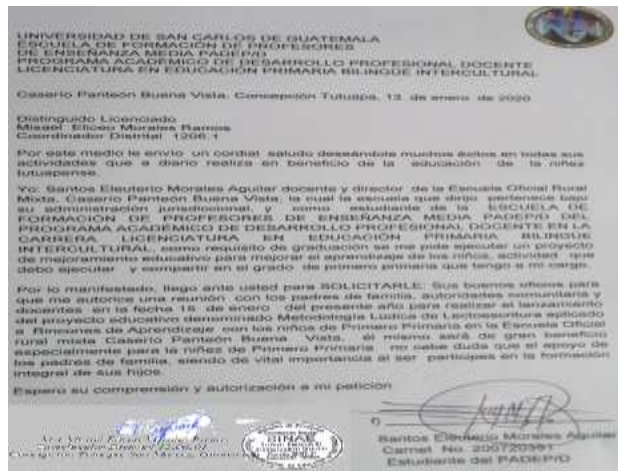 UNIVERSIDAD DE SAN CARLOS DE GUATEMALA
ESCUELA DE FORMACIÓN DE PROFESORES
DE ENSEÑANZA MEDIA PADEP/D
PROGRAMA ACADÉMICO DE DESARROLLO PROFESIONAL DOCENTE
LICENCIATURA EN EDUCACIÓN PRIMARIA BILINGÜE INTERCULTURAL
Caserío Panteón Buena Vista, Concepción Tutuapa, 13 de enero de 2020
Distinguido Licenciado
Misael Eliceo Morales Ramos
Coordinador Distrital 1206.1
Por este medio le envío un cordial saludo deseándole muchos éxitos en todas sus
actividades que a diario realiza en beneficio de la educación de la niñez
tutuapense.
Yo: Santos Eleuterio Morales Aguilar docente y director de la Escuela Oficial Rural
Mixta, Caserío Panteón Buena Vista, la cual la escuela que dirijo pertenece bajo
su administración jurisdiccional, y como estudiante de la ESCUELA DE
FORMACIÓN DE PROFESORES DE ENSEÑANZA MEDIA PADEP/D DEL
PROGRAMA ACADÉMICO DE DESARROLLO PROFESIONAL DOCENTE EN LA
CARRERA LICENCIATURA EN EDUCACIÓN PRIMARIA BILINGÜE
INTERCULTURAL, como requisito de graduación se me pide ejecutar un proyecto
de mejoramiento educativo para mejorar el aprendizaje de los niños, actividad que
debo ejecutar y compartir en el grado de primero primaria que tengo a mi cargo.
Por lo manifestado, llego ante usted para SOLICITARLE: Sus buenos oficios para
que me autorice una reunión con los padres de familia, autoridades comunitaria y
docentes en la fecha 16 de enero del presente año para realizar el lanzamiento
del proyecto educativo denominado Metodología Lúdica de Lectoescritura aplicado
a Rincones de Aprendizaje con los niños de Primero Primaria en la Escuela Oficial
rural mixta Caserío Panteón Buena Vista, él mismo será de gran beneficio
especialmente para la niñez de Primero Primaria no cabe duda que el apoyo de
los padres de familia, siendo de vital importancia al ser partícipes en la formación
integral de sus hijos.
Espero su comprensión y autorización a mi petición
f)
Santos Eleuterio Morales Aguilar
Carnet No. 200720391
Estudiante del PADEP/D